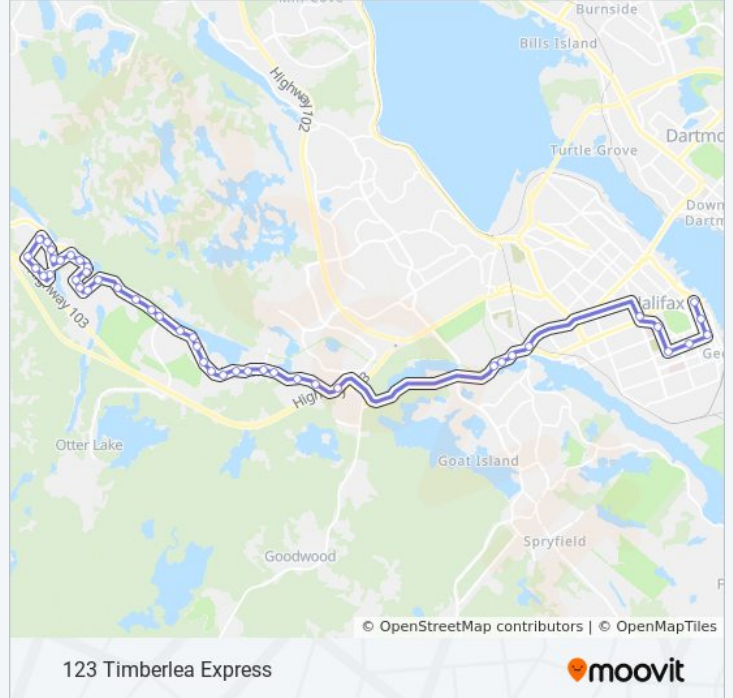 Burnside
Bills Island
Highway 102
Dartmo
Turtle Grove
Down
Dartm
Halifax
Highway 103
Geo
Otter Lake
Goat Island
Spryfield
Goodwood
F
© OpenStreetMap contributors | © OpenMapTiles
123 Timberlea Express
moovit